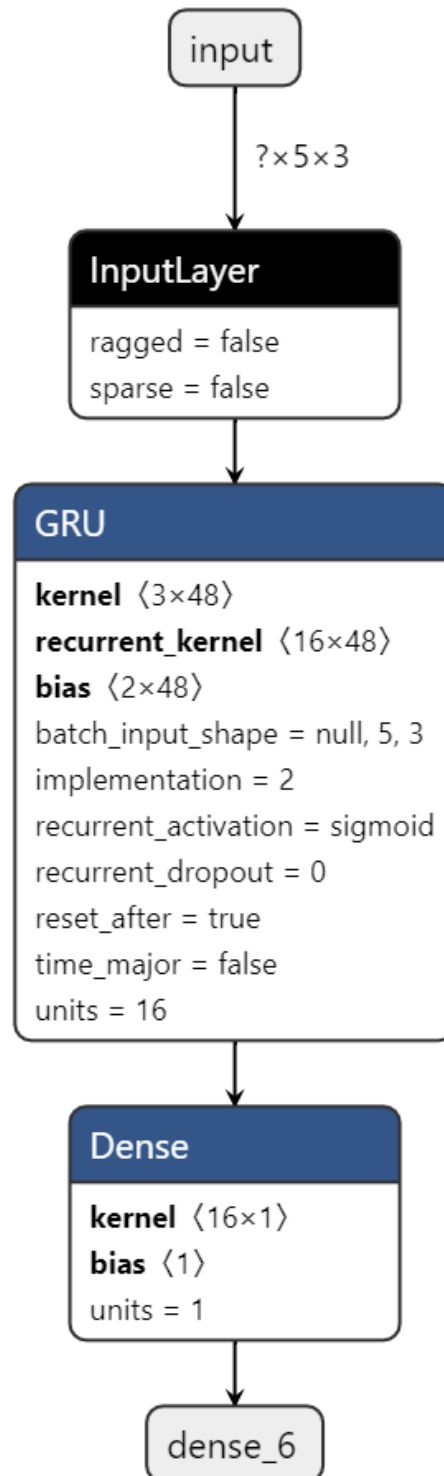 input
?×5×3
InputLayer
ragged = false
sparse = false
GRU
kernel 〈3×48〉
recurrent_kernel 〈16×48〉
bias 〈2×48〉
batch_input_shape = null, 5, 3
implementation = 2
recurrent_activation = sigmoid
recurrent_dropout = 0
reset_after = true
time_major = false
units = 16
Dense
kernel 〈16×1〉
bias 〈1〉
units = 1
dense_6